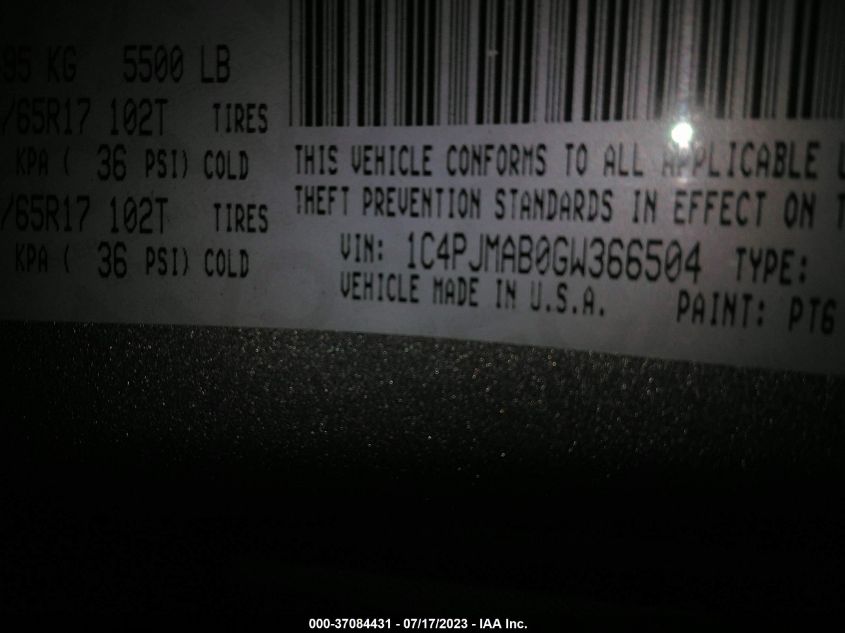 95 KG 5500 LB
/65R17 102T TIRES
KPA ( 36 PSI) COLD
/65R17 102T TIRES
KPA ( 36 PSI) COLD
THIS VEHICLE CONFORMS TO ALL APPLICABLE
THEFT PREVENTION STANDARDS IN EFFECT ON
VIN: 1C4PJMAB0GW366504 TYPE:
VEHICLE MADE IN U.S.A. PAINT: PT6
000-37084431 - 07/17/2023 - IAA Inc.